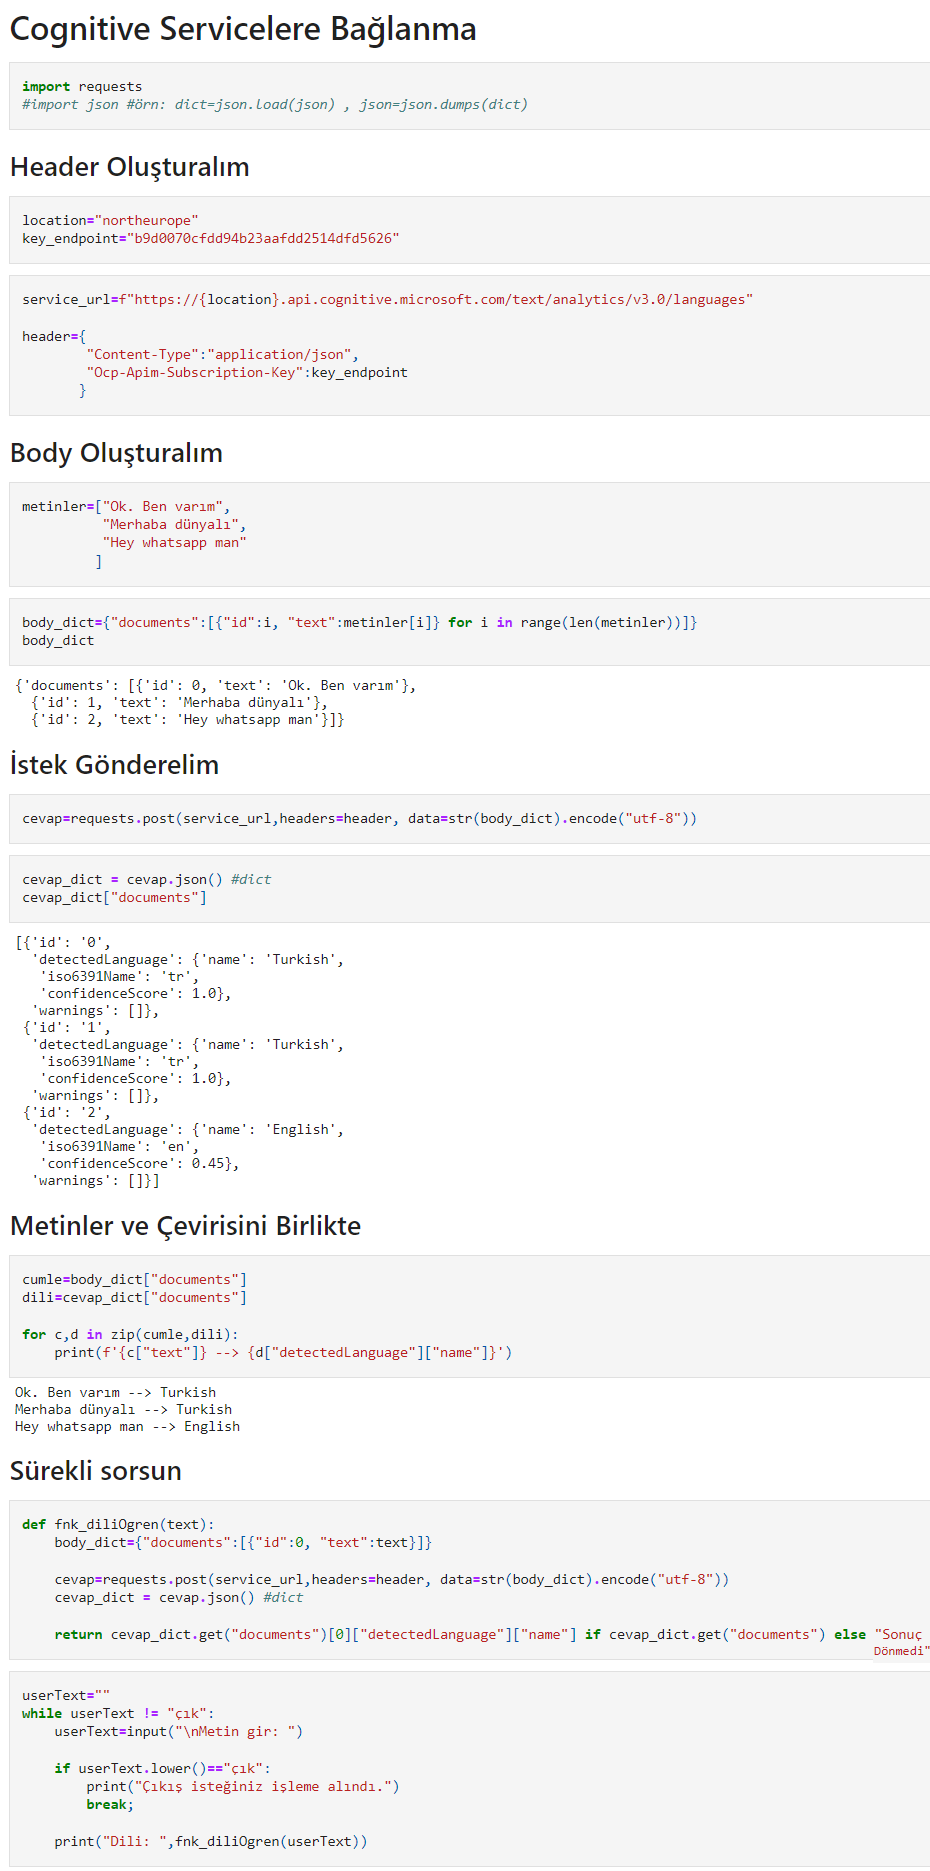 Cognitive Servicelere Bağlanma
import requests
#import json #örn: dict=json.load(json) , json=json.dumps(dict)
Header Oluşturalım
location="northeurope"
key_endpoint="b9d0070cfdd94b23aafdd2514dfd5626"
service_url=f"https://{location}.api.cognitive.microsoft.com/text/analytics/v3.0/languages"
header={
"Content-Type":"application/json",
"Ocp-Apim-Subscription-Key":key_endpoint
}
Body Oluşturalım
metinler=["Ok. Ben varım",
"Merhaba dünyalı",
"Hey whatsapp man"
]
body_dict={"documents":[{"id":i, "text":metinler[i]} for i in range(len(metinler))]}
body_dict
{'documents': [{'id': 0, 'text': 'Ok. Ben varım'},
{'id': 1, 'text': 'Merhaba dünyalı'},
{'id': 2, 'text': 'Hey whatsapp man'}]}
İstek Gönderelim
cevap=requests.post(service_url,headers=header, data=str(body_dict).encode("utf-8"))
cevap_dict = cevap.json() #dict
cevap_dict["documents"]
[{'id': '0',
'detectedLanguage': {'name': 'Turkish',
'iso6391Name': 'tr',
'confidenceScore': 1.0},
'warnings': []},
{'id': '1',
'detectedLanguage': {'name': 'Turkish',
'iso6391Name': 'tr',
'confidenceScore': 1.0},
'warnings': []},
{'id': '2',
'detectedLanguage': {'name': 'English',
'iso6391Name': 'en',
'confidenceScore': 0.45},
'warnings': []}]
Metinler ve Çevirisini Birlikte
cumle=body_dict["documents"]
dili=cevap_dict["documents"]
for c,d in zip(cumle,dili):
print(f'{c["text"]} --> {d["detectedLanguage"]["name"]}')
Ok. Ben varım --> Turkish
Merhaba dünyalı --> Turkish
Hey whatsapp man --> English
Sürekli sorsun
def fnk_diliOgren(text):
body_dict={"documents":[{"id":0, "text":text}]}
cevap=requests.post(service_url,headers=header, data=str(body_dict).encode("utf-8"))
cevap_dict = cevap.json() #dict
return cevap_dict.get("documents")[0]["detectedLanguage"]["name"] if cevap_dict.get("documents") else "Sonuç
Dönmedi"
userText=""
while userText != "çık":
userText=input("\nMetin gir: ")
if userText.lower()=="çık":
print("Çıkış isteğiniz işleme alındı.")
break;
print("Dili: ",fnk_diliOgren(userText))